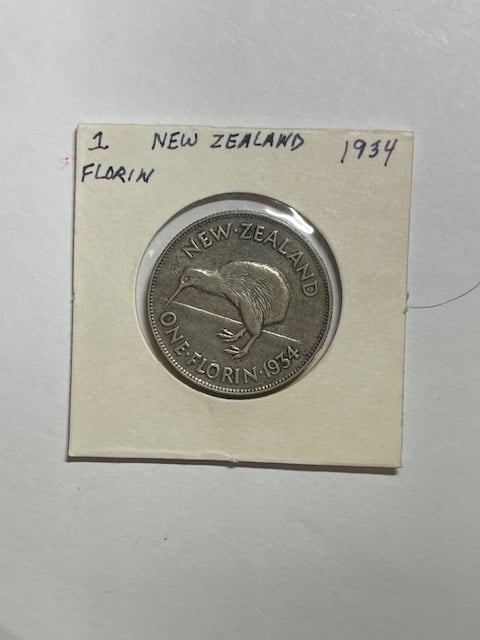 1 NEW ZEALAND 1934
FLORIN
NEW·ZEALAND
ONE·FLORIN·1934